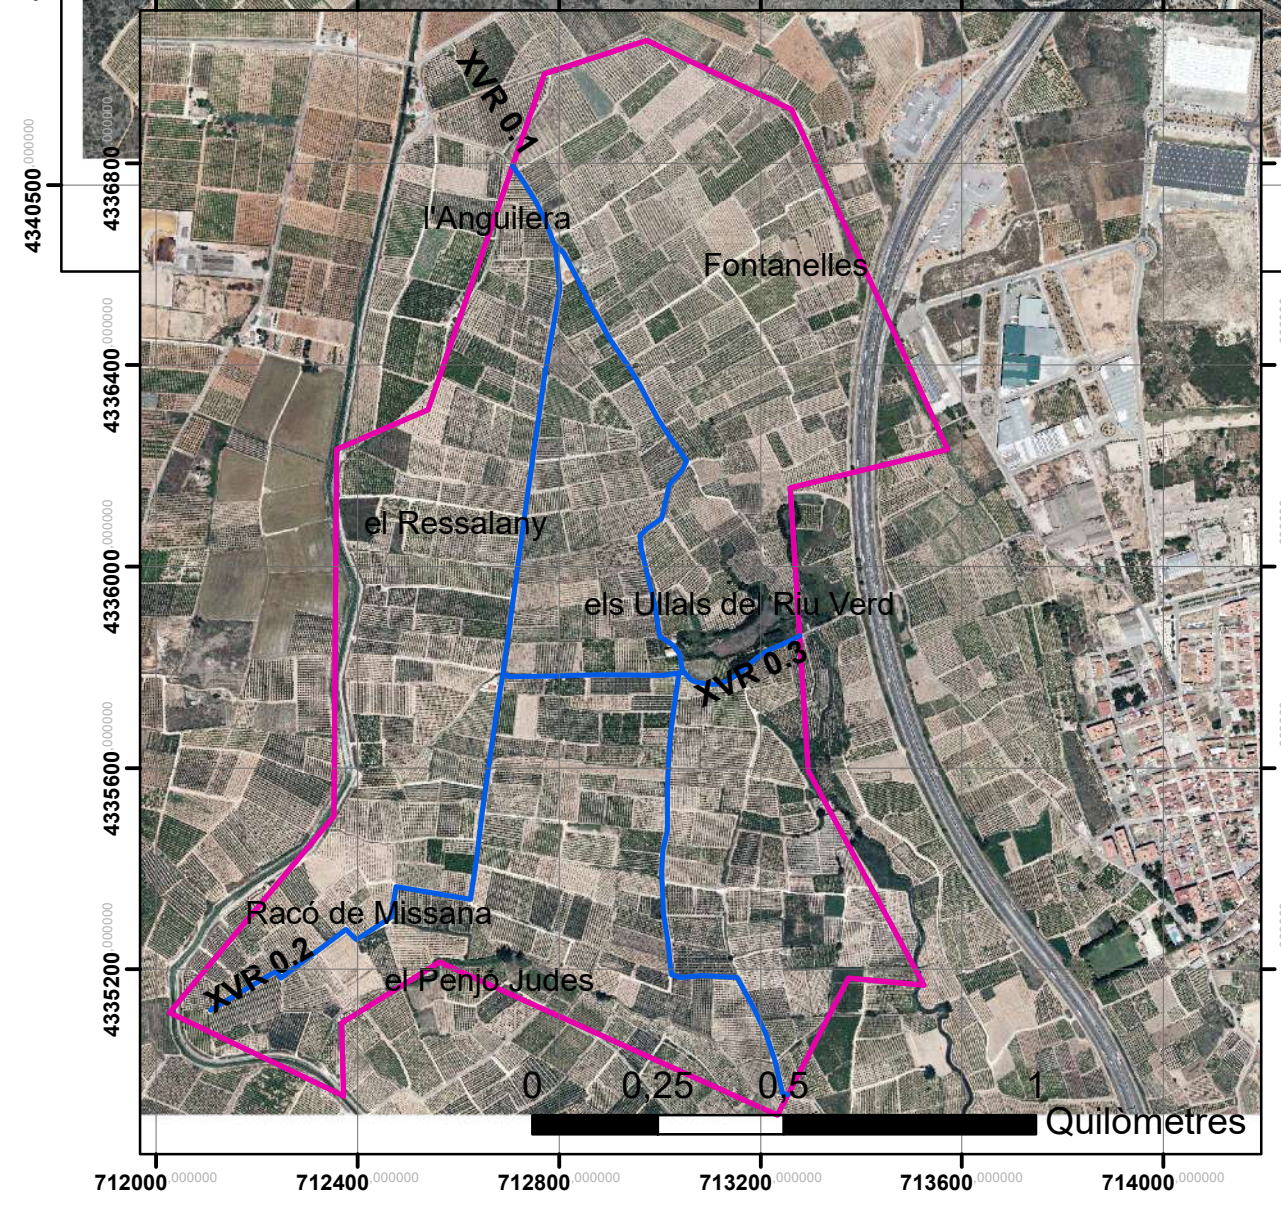 XVR 0.1
l'Anguilera
Fontanelles
el Ressalany
els Ullals del Riu Verd
XVR 0.3
Racó de Missana
XVR 0.2
el Penjó Judes
0 0,25 0,5 1
Quilòmetres
4340500,000000
4336800,000000
4336400,000000
4336000,000000
4335600,000000
4335200,000000
712000,000000 712400,000000 712800,000000 713200,000000 713600,000000 714000,000000